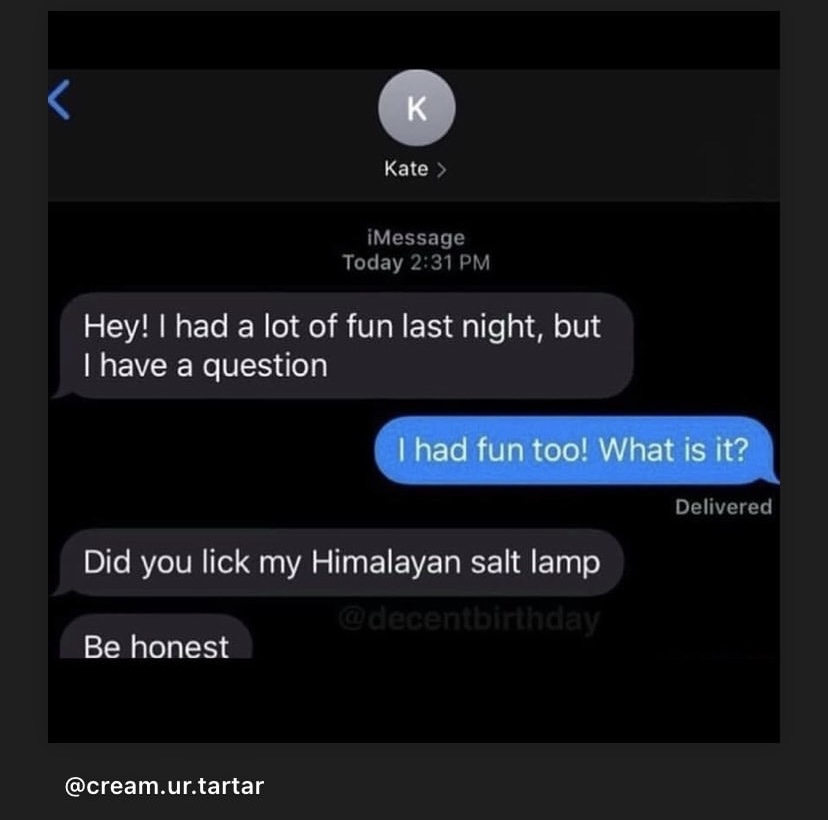 K
Kate >
iMessage
Today 2:31 PM
Hey! I had a lot of fun last night, but
I have a question
I had fun too! What is it?
Delivered
Did you lick my Himalayan salt lamp
@decentbirthday
Be honest
@cream.ur.tartar